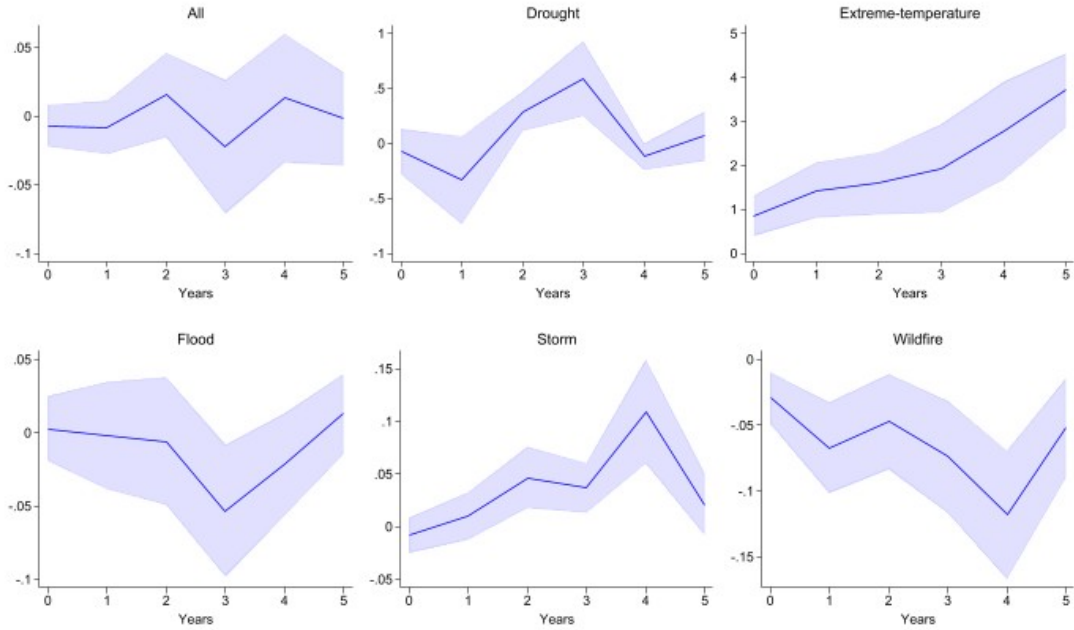 All
.05
0
-.05
-.1
0 1 2 3 4 5
Years
Drought
1
.5
0
-.5
-1
0 1 2 3 4 5
Years
Extreme-temperature
5
4
3
2
1
0
0 1 2 3 4 5
Years
Flood
.05
0
-.05
-.1
0 1 2 3 4 5
Years
Storm
.15
.1
.05
0
-.05
0 1 2 3 4 5
Years
Wildfire
0
-.05
-.1
-.15
0 1 2 3 4 5
Years